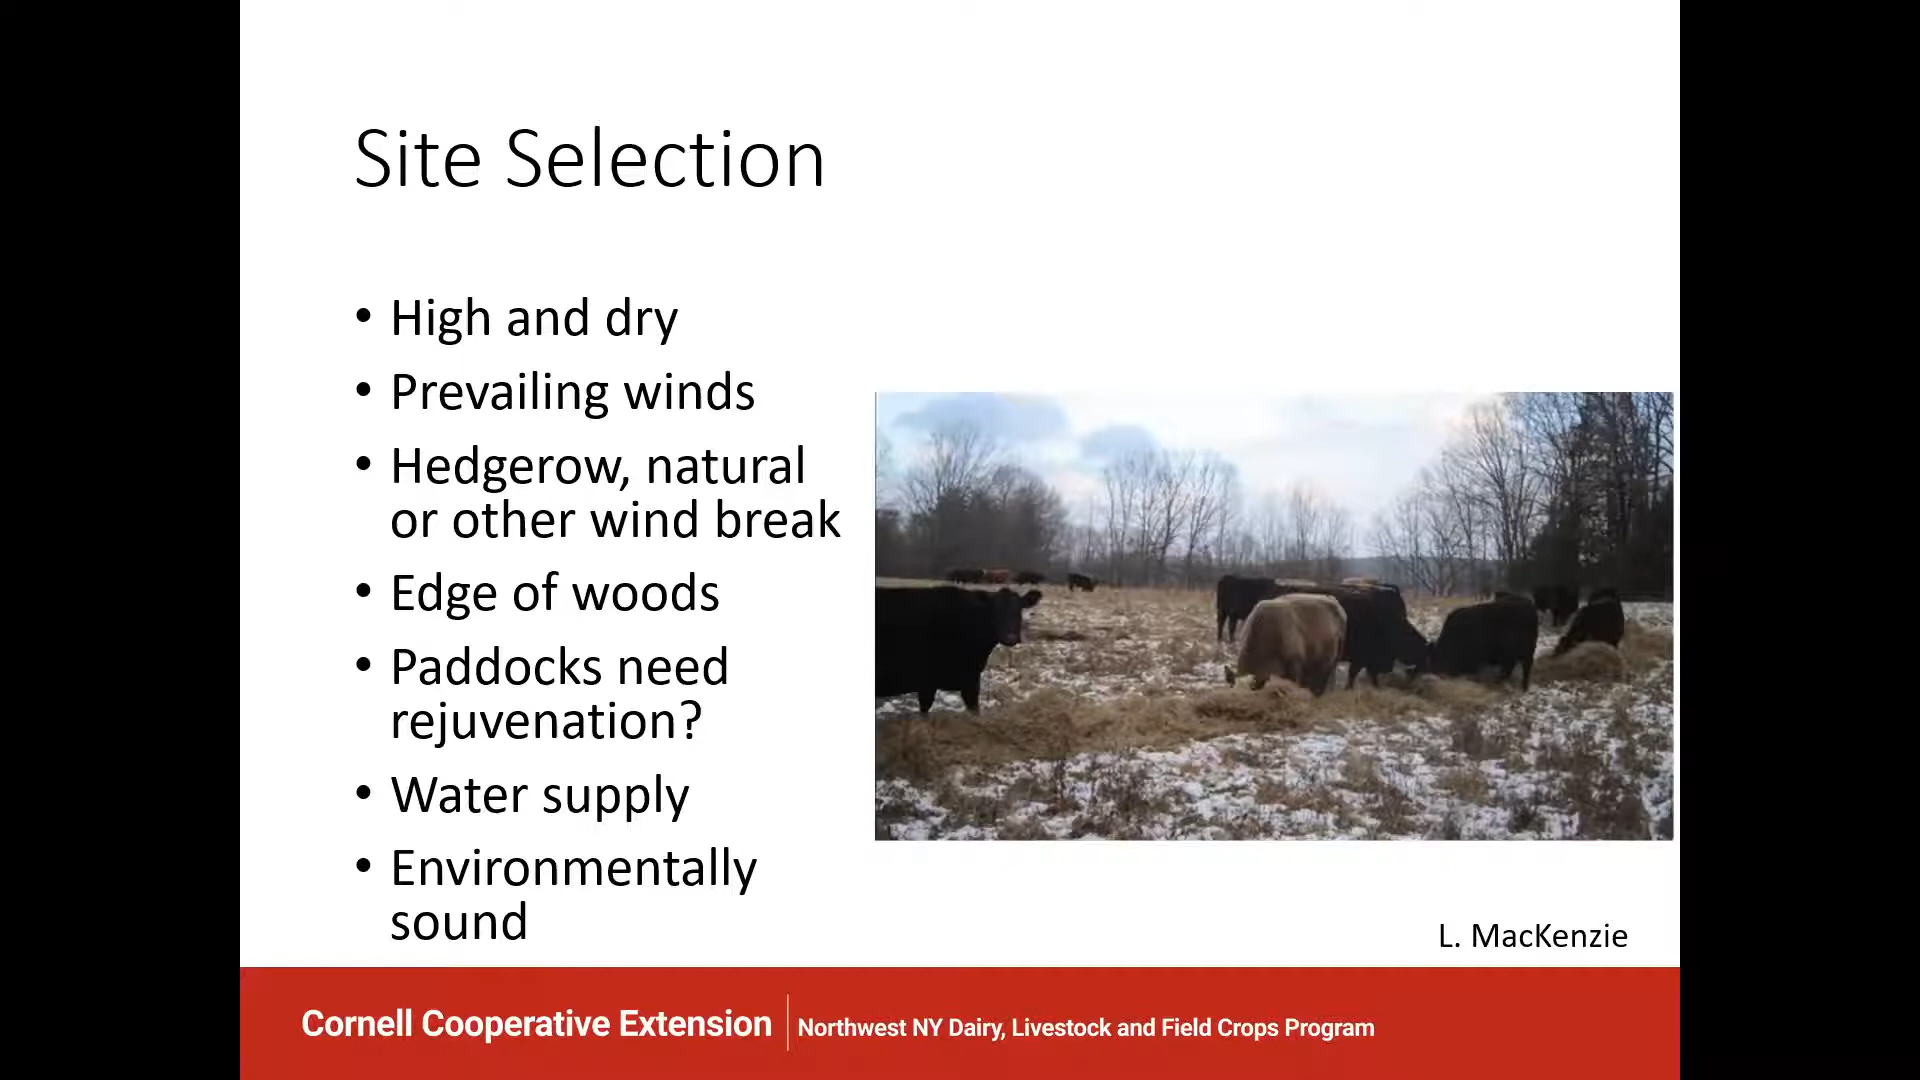 Site Selection
• High and dry
• Prevailing winds
• Hedgerow, natural
or other wind break
• Edge of woods
• Paddocks need
rejuvenation?
• Water supply
• Environmentally
sound
L. MacKenzie
Cornell Cooperative Extension | Northwest NY Dairy, Livestock and Field Crops Program